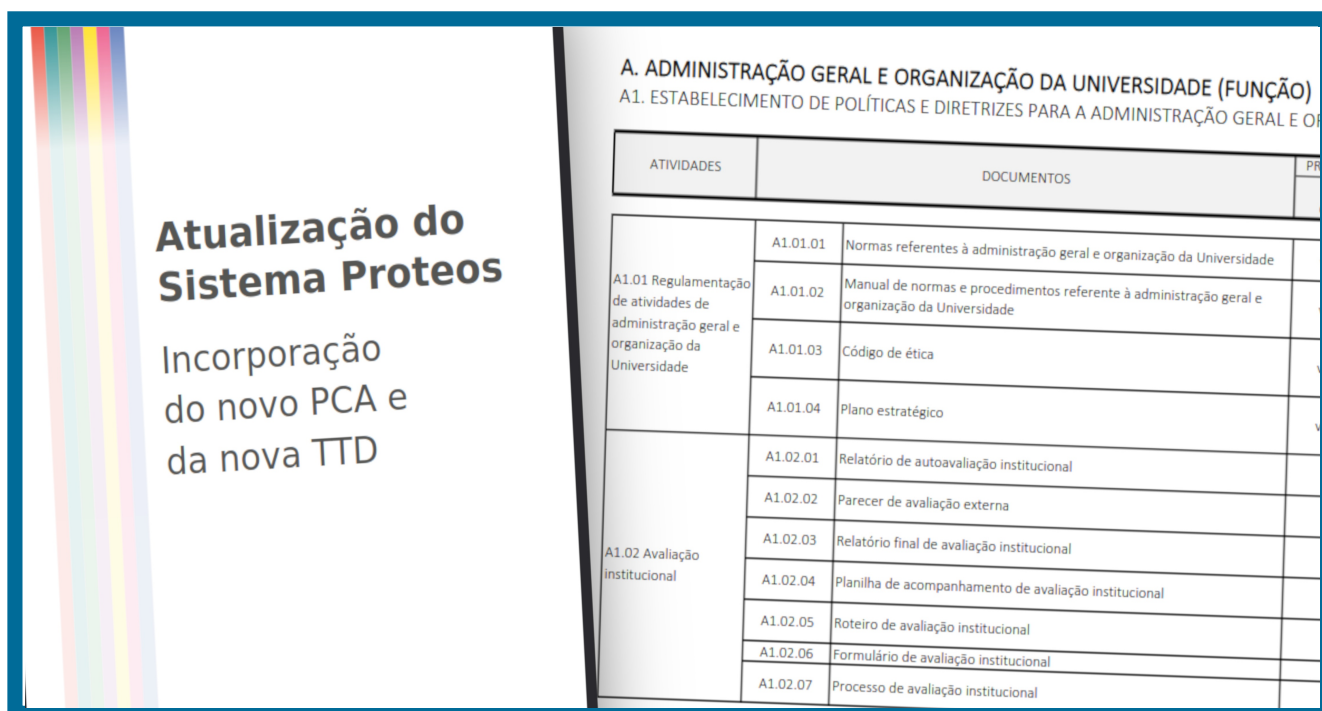 Atualização do
Sistema Proteos
Incorporação
do novo PCA e
da nova TTD
A. ADMINISTRAÇÃO GERAL E ORGANIZAÇÃO DA UNIVERSIDADE (FUNÇÃO)
A1. ESTABELECIMENTO DE POLÍTICAS E DIRETRIZES PARA A ADMINISTRAÇÃO GERAL E
ATIVIDADES
DOCUMENTOS
A1.01 Regulamentação
de atividades de
administração geral e
organização da
Universidade
A1.01.01 Normas referentes à administração geral e organização da Universidade
A1.01.02 Manual de normas e procedimentos referente à administração geral e
organização da Universidade
A1.01.03 Código de ética
A1.01.04 Plano estratégico
A1.02 Avaliação
institucional
A1.02.01 Relatório de autoavaliação institucional
A1.02.02 Parecer de avaliação externa
A1.02.03 Relatório final de avaliação institucional
A1.02.04 Planilha de acompanhamento de avaliação institucional
A1.02.05 Roteiro de avaliação institucional
A1.02.06 Formulário de avaliação institucional
A1.02.07 Processo de avaliação institucional